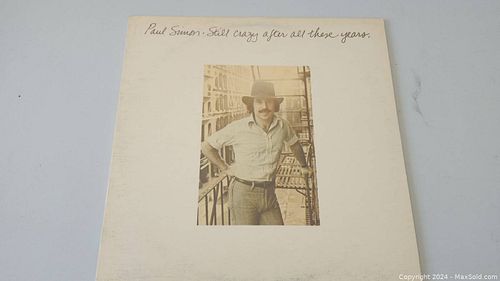 Paul Simon · Still crazy after all these years.
Copyright © 2024 - MaxSold.com